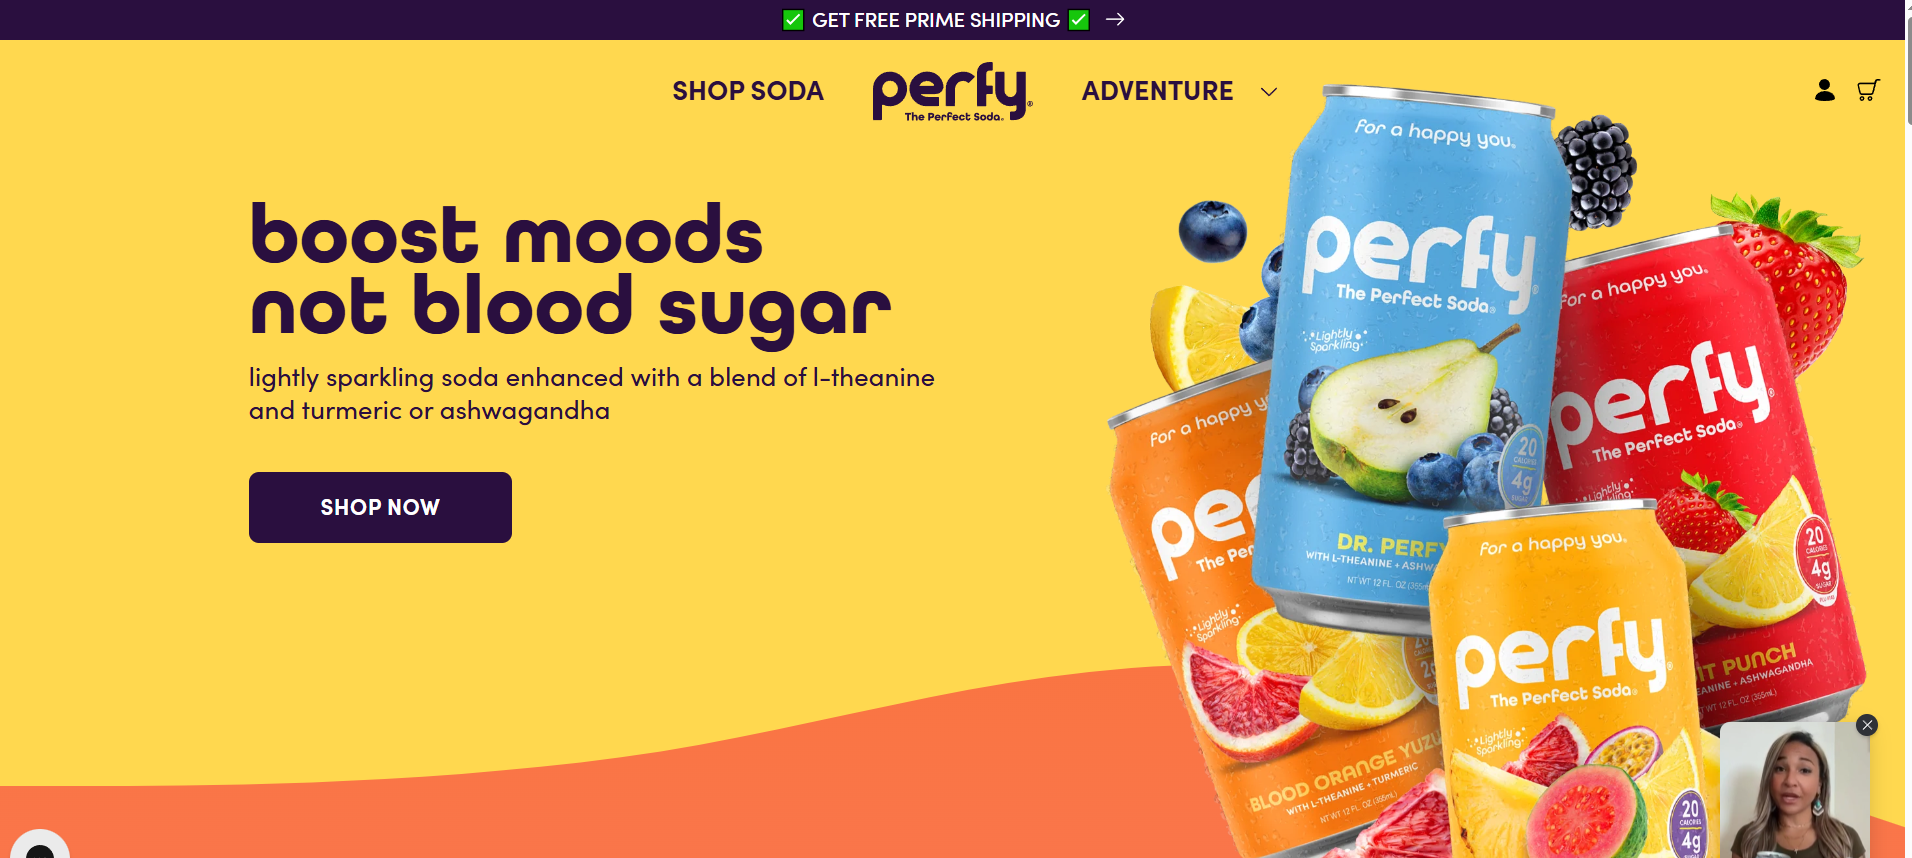 GET FREE PRIME SHIPPING
SHOP SODA
perfy®
The Perfect Soda®
ADVENTURE
boost moods
not blood sugar
lightly sparkling soda enhanced with a blend of l-theanine
and turmeric or ashwagandha
SHOP NOW
for a happy you®
perfy®
The Perfect Soda®
Lightly
Sparkling
20
CALORIES
4g
SUGAR
DR. PERFY
WITH L-THEANINE + ASHWA
NT WT 12 FL. OZ (355m
for a happy you®
perfy®
The Perfect Soda®
Lightly
Sparkling
20
CALORIES
4g
SUGAR
IT PUNCH
EANINE + ASHWAGANDHA
WT 12 FL. OZ (355mL)
for a happy y
per
The Per
Lightly
Sparkling
20
BLOOD ORANGE YUZU
WITH L-THEANINE + TURMERIC
NT WT 12 FL. OZ (355mL)
for a happy you®
perfy®
The Perfect Soda®
Lightly
Sparkling
20
CALORIES
4g